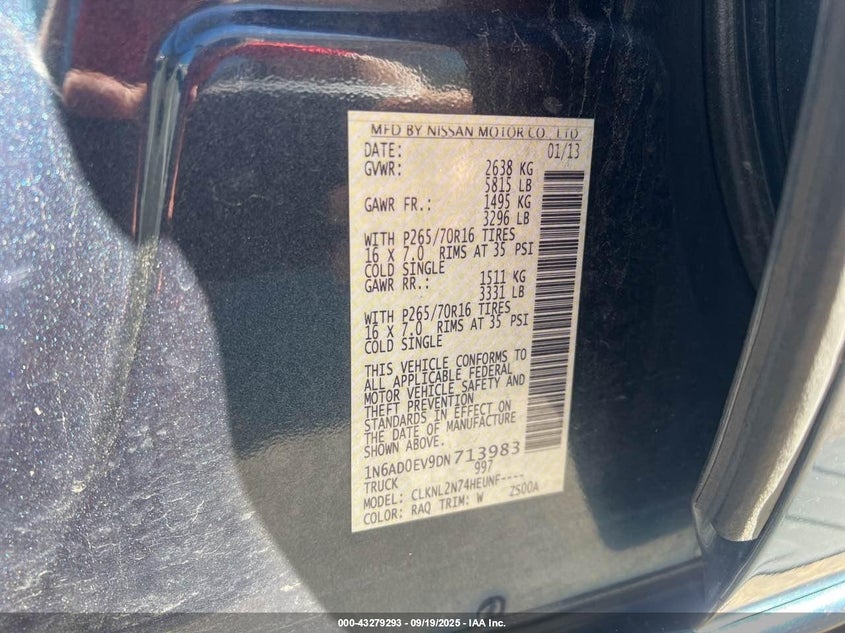 MFD BY NISSAN MOTOR CO., LTD
DATE: 01/13
GVWR: 2638 KG
5815 LB
GAWR FR.: 1495 KG
3296 LB
WITH P265/70R16 TIRES
16 X 7.0 RIMS AT 35 PSI
COLD SINGLE
GAWR RR.: 1511 KG
3331 LB
WITH P265/70R16 TIRES
16 X 7.0 RIMS AT 35 PSI
COLD SINGLE
THIS VEHICLE CONFORMS TO
ALL APPLICABLE FEDERAL
MOTOR VEHICLE SAFETY AND
THEFT PREVENTION
STANDARDS IN EFFECT ON
THE DATE OF MANUFACTURE
SHOWN ABOVE.
1N6AD0EV9DN713983
TRUCK 997
MODEL: CLKNL2N74HEUNF----
COLOR: RAQ TRIM: W ZS00A
000-43279293 - 09/19/2025 - IAA Inc.